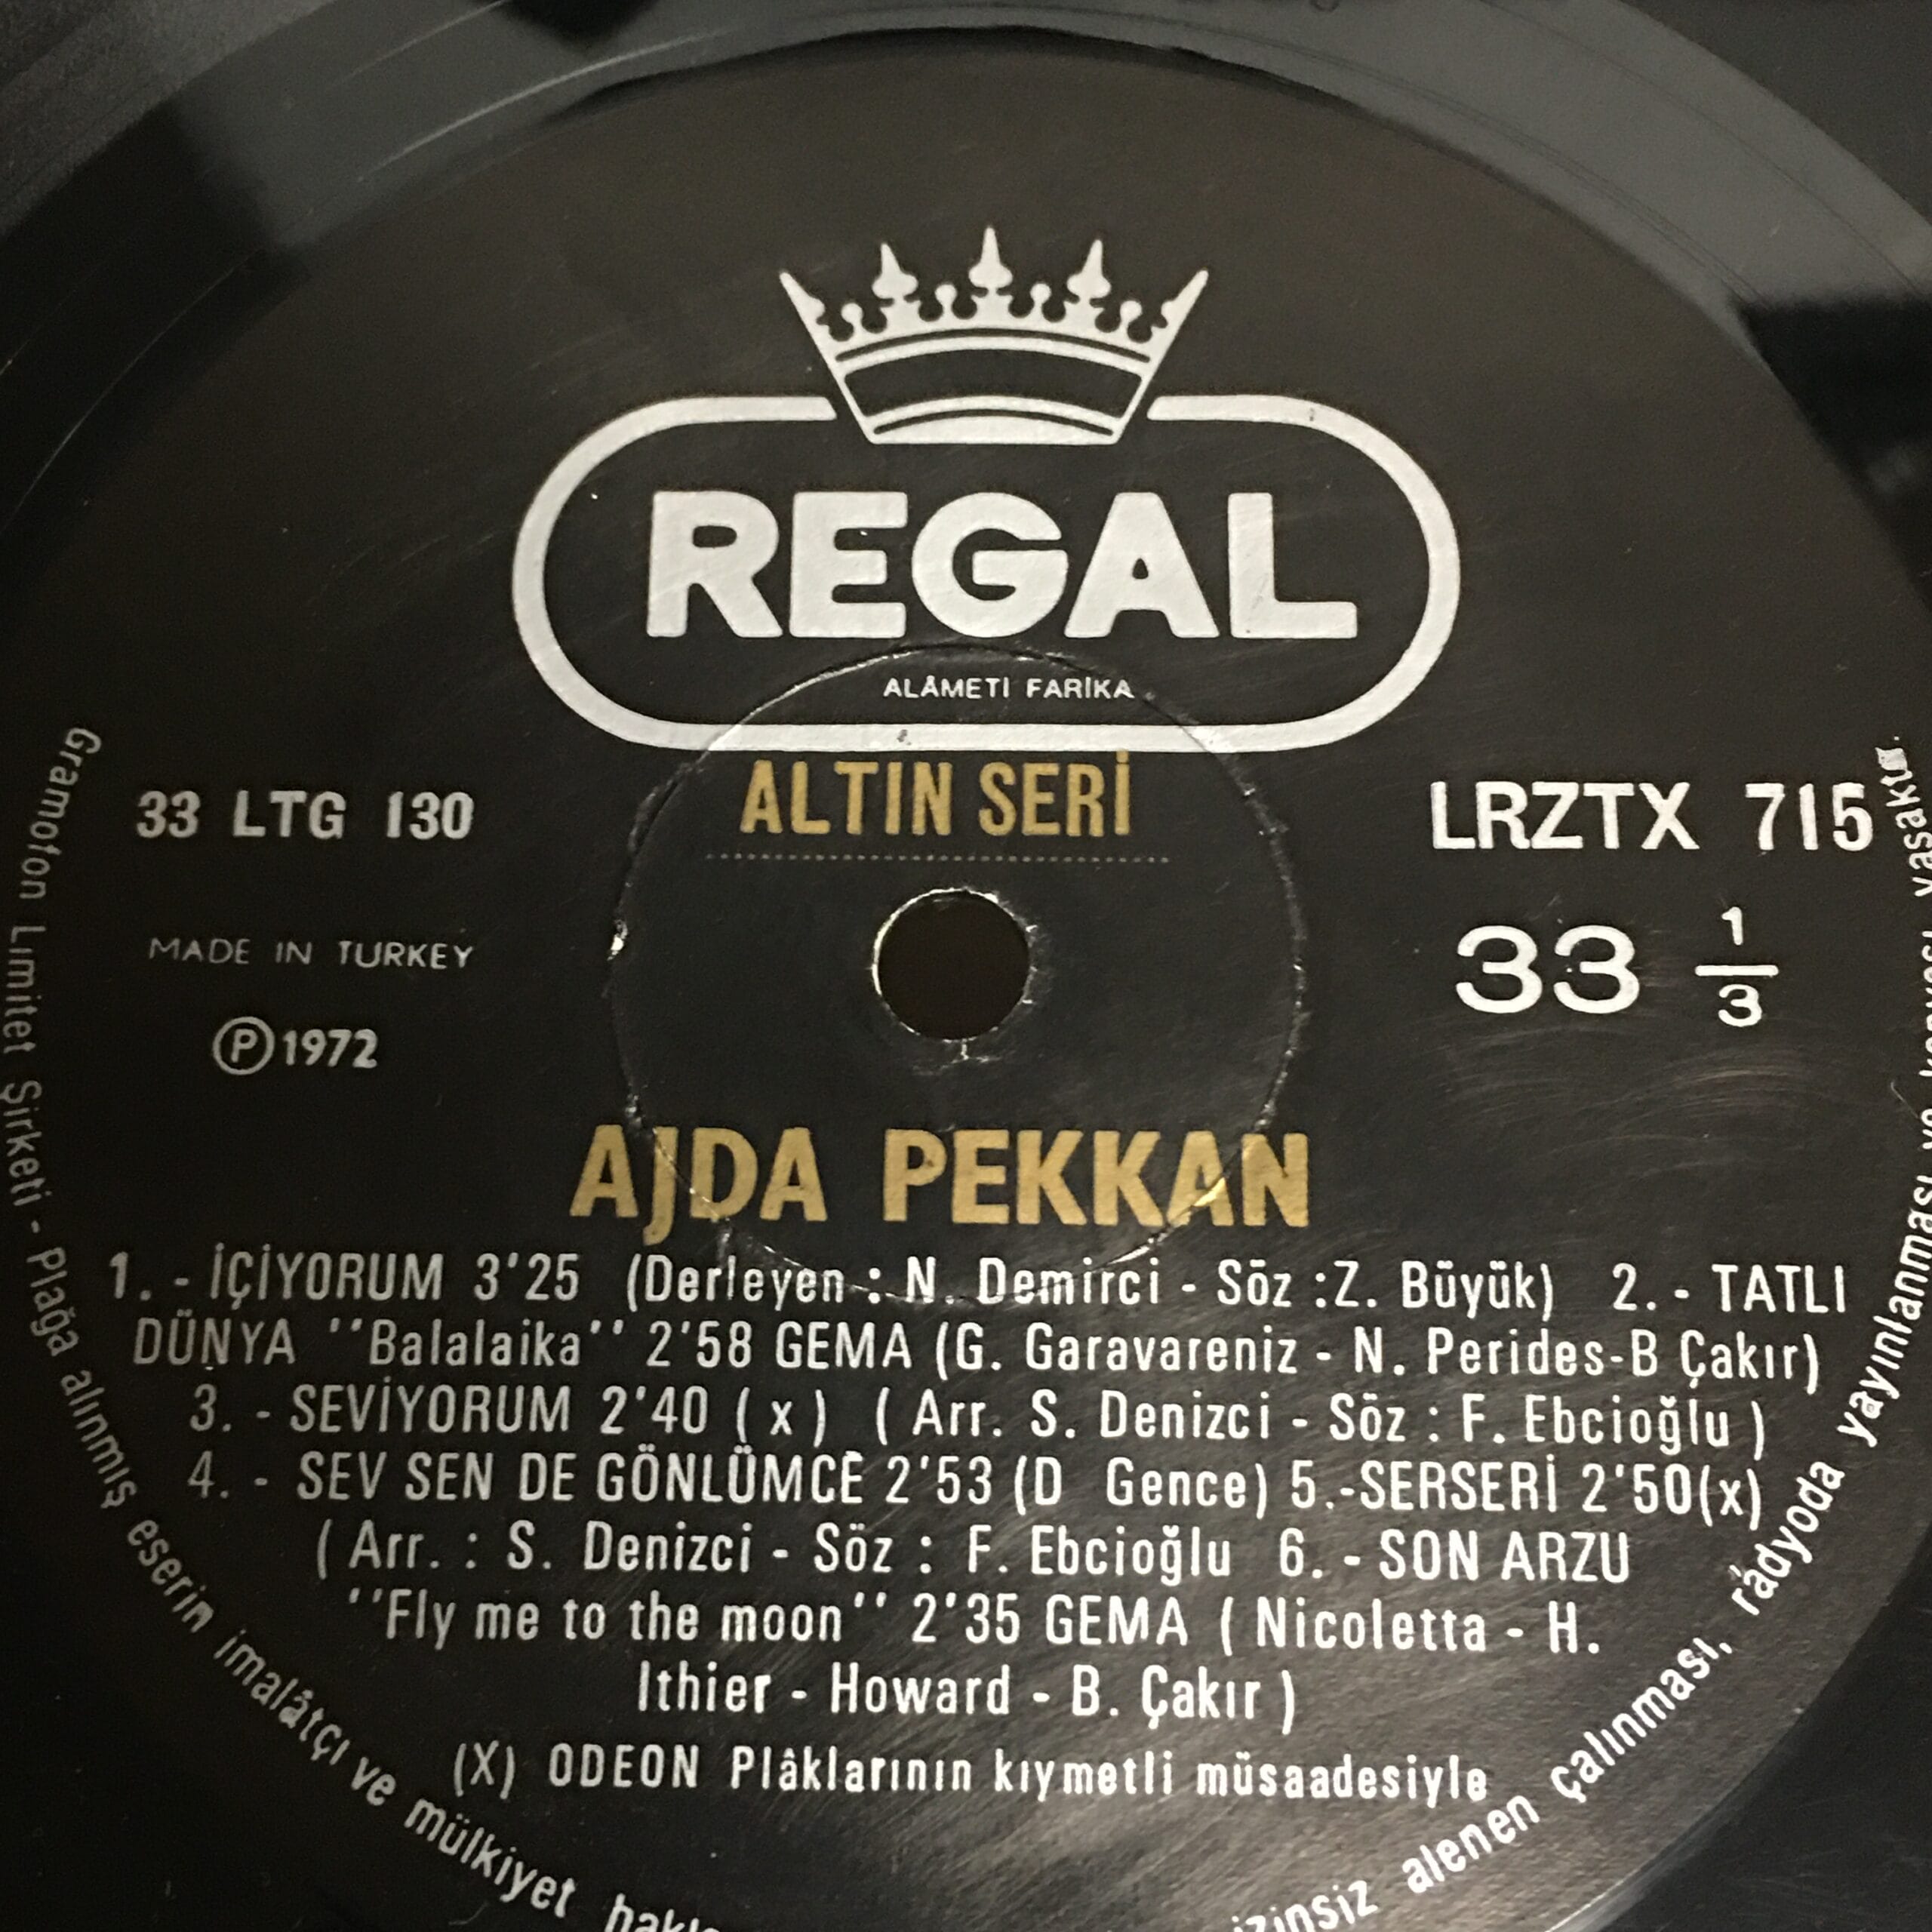 REGAL
ALÂMETİ FARİKA
ALTIN SERİ
33 LTG 130
LRZTX 715
MADE IN TURKEY
33 1/3
Ⓟ1972
AJDA PEKKAN
1. - İÇİYORUM 3'25 (Derleyen : N. Demirci - Söz :Z. Büyük) 2. - TATLI
DÜNYA ''Balalaika'' 2'58 GEMA (G. Garavareniz - N. Perides-B Çakır)
3. - SEVİYORUM 2'40 ( x ) ( Arr. S. Denizci - Söz : F. Ebcioğlu )
4. - SEV SEN DE GÖNLÜMCE 2'53 (D Gence) 5.-SERSERİ 2'50(x)
( Arr. : S. Denizci - Söz : F. Ebcioğlu 6. - SON ARZU
''Fly me to the moon'' 2'35 GEMA ( Nicoletta - H.
Ithier - Howard - B. Çakır )
(X) ODEON Plâklarının kıymetli müsaadesiyle
Gramofon Limitet Şirketi - Plağa alınmış eserin imalâtçı ve mülkiyet
izinsiz alenen çalınması, radyoda yayınlanması ve kopyesi yasaktır.